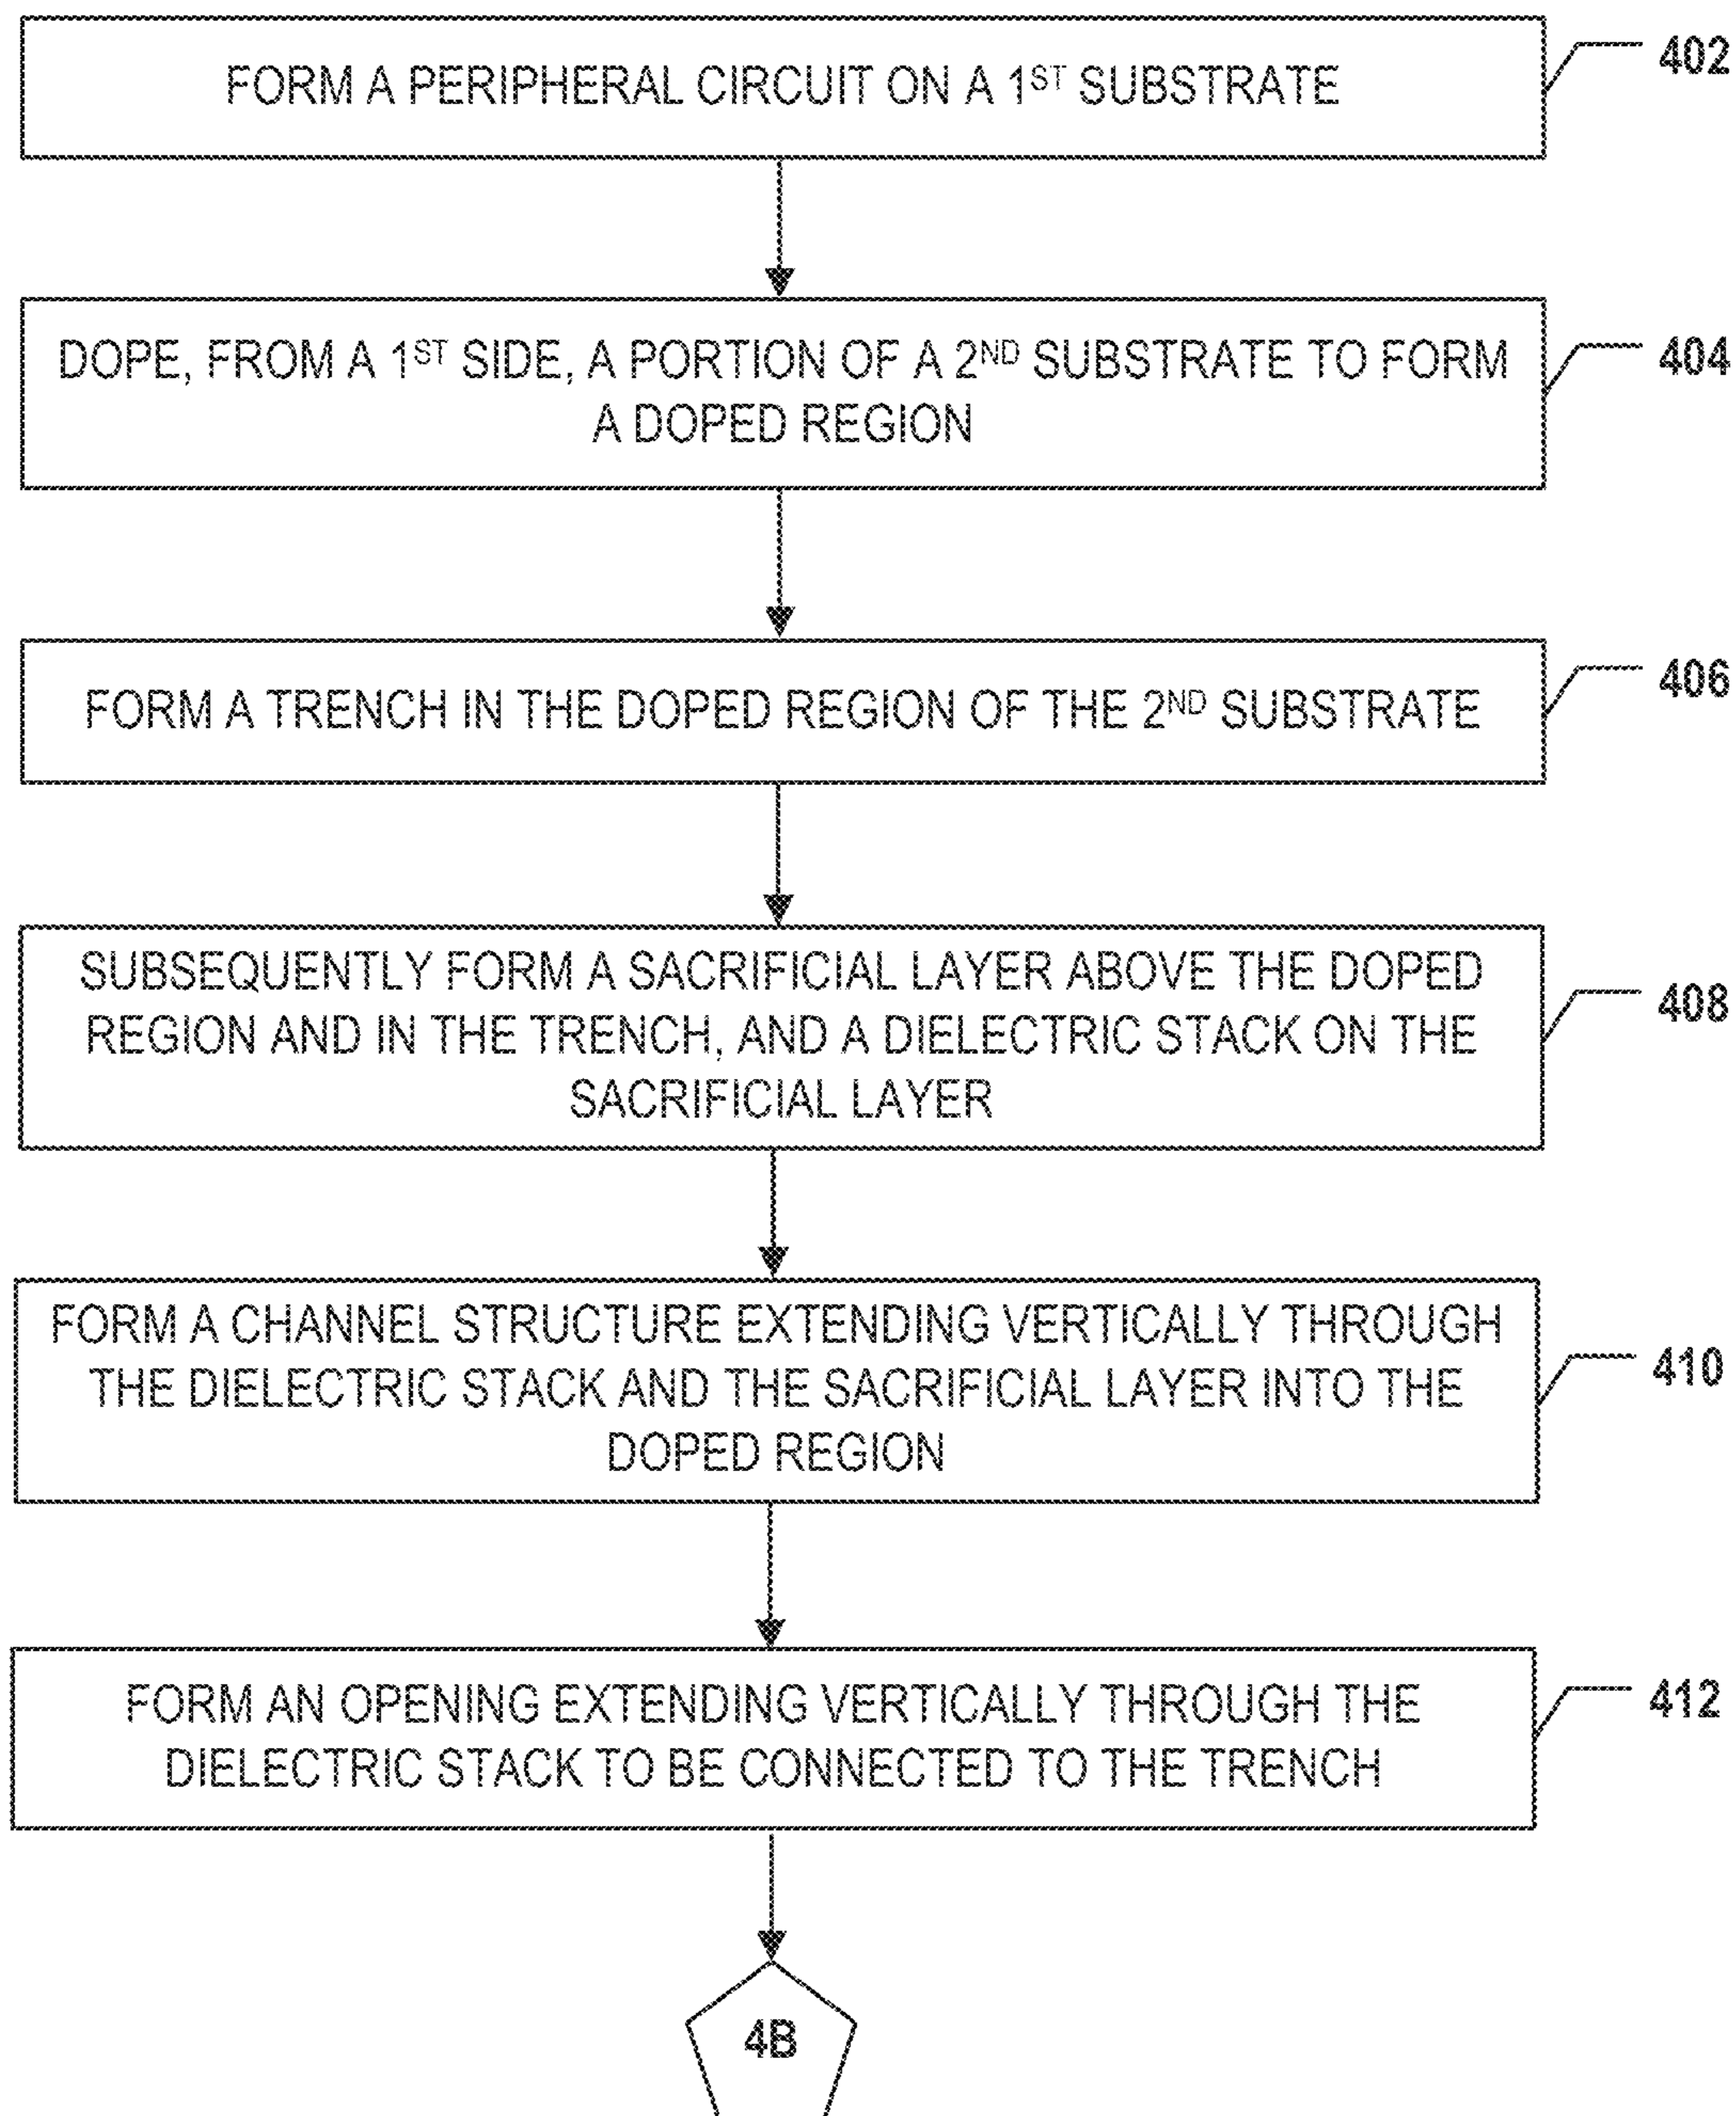 FORM A PERIPHERAL CIRCUIT ON A 1ST SUBSTRATE
402
DOPE, FROM A 1ST SIDE, A PORTION OF A 2ND SUBSTRATE TO FORM
A DOPED REGION
404
FORM A TRENCH IN THE DOPED REGION OF THE 2ND SUBSTRATE
406
SUBSEQUENTLY FORM A SACRIFICIAL LAYER ABOVE THE DOPED
REGION AND IN THE TRENCH, AND A DIELECTRIC STACK ON THE
SACRIFICIAL LAYER
408
FORM A CHANNEL STRUCTURE EXTENDING VERTICALLY THROUGH
THE DIELECTRIC STACK AND THE SACRIFICIAL LAYER INTO THE
DOPED REGION
410
FORM AN OPENING EXTENDING VERTICALLY THROUGH THE
DIELECTRIC STACK TO BE CONNECTED TO THE TRENCH
412
4B